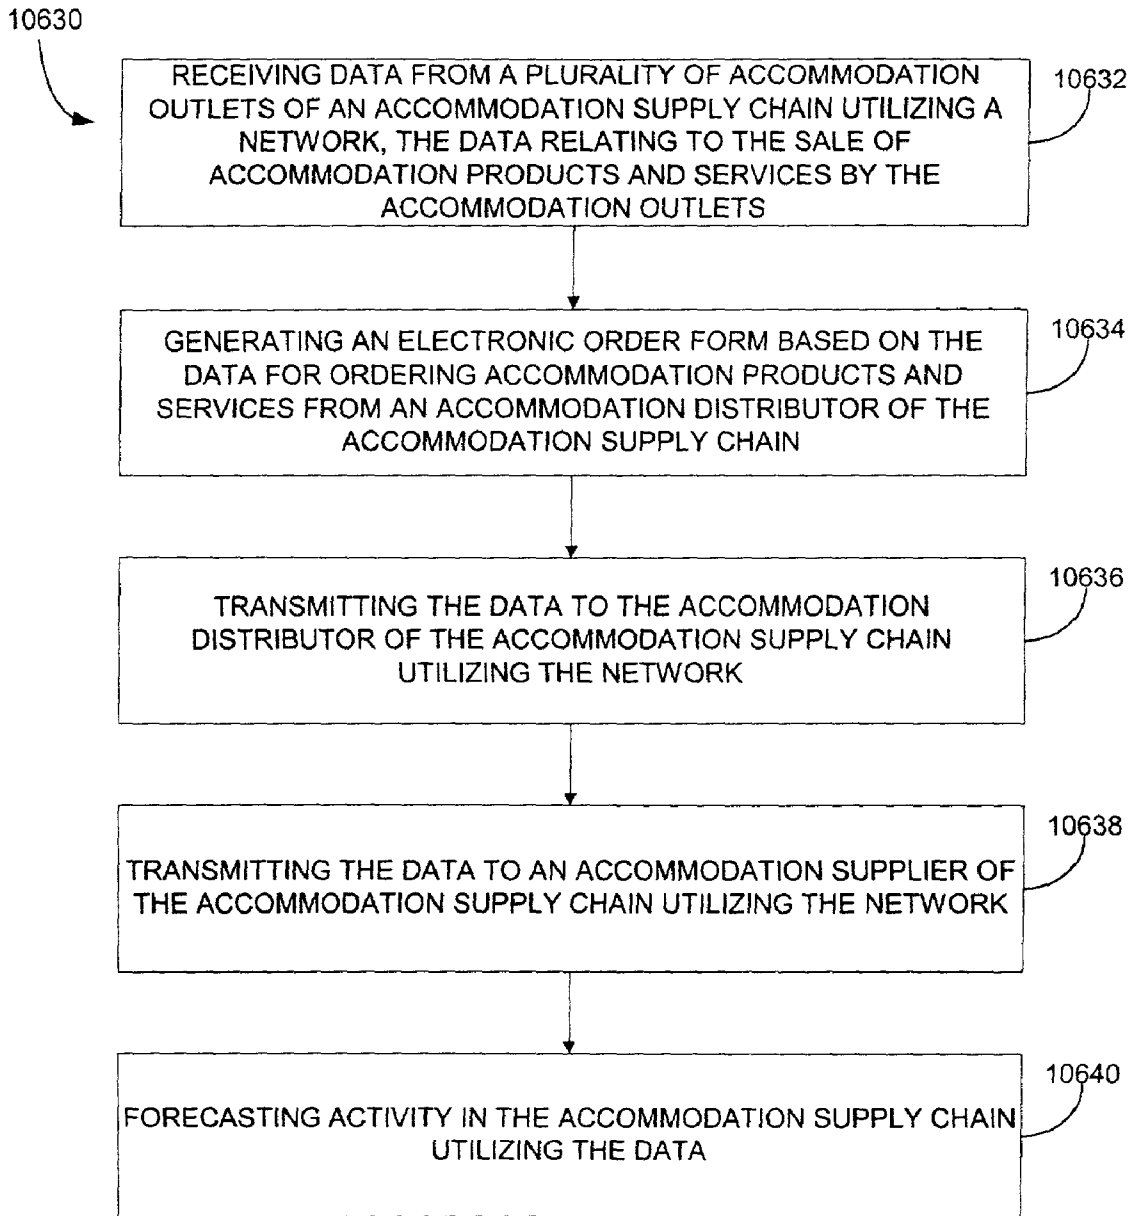 10630
RECEIVING DATA FROM A PLURALITY OF ACCOMMODATION
OUTLETS OF AN ACCOMMODATION SUPPLY CHAIN UTILIZING A
NETWORK, THE DATA RELATING TO THE SALE OF
ACCOMMODATION PRODUCTS AND SERVICES BY THE
ACCOMMODATION OUTLETS
10632
GENERATING AN ELECTRONIC ORDER FORM BASED ON THE
DATA FOR ORDERING ACCOMMODATION PRODUCTS AND
SERVICES FROM AN ACCOMMODATION DISTRIBUTOR OF THE
ACCOMMODATION SUPPLY CHAIN
10634
TRANSMITTING THE DATA TO THE ACCOMMODATION
DISTRIBUTOR OF THE ACCOMMODATION SUPPLY CHAIN
UTILIZING THE NETWORK
10636
TRANSMITTING THE DATA TO AN ACCOMMODATION SUPPLIER OF
THE ACCOMMODATION SUPPLY CHAIN UTILIZING THE NETWORK
10638
FORECASTING ACTIVITY IN THE ACCOMMODATION SUPPLY CHAIN
UTILIZING THE DATA
10640